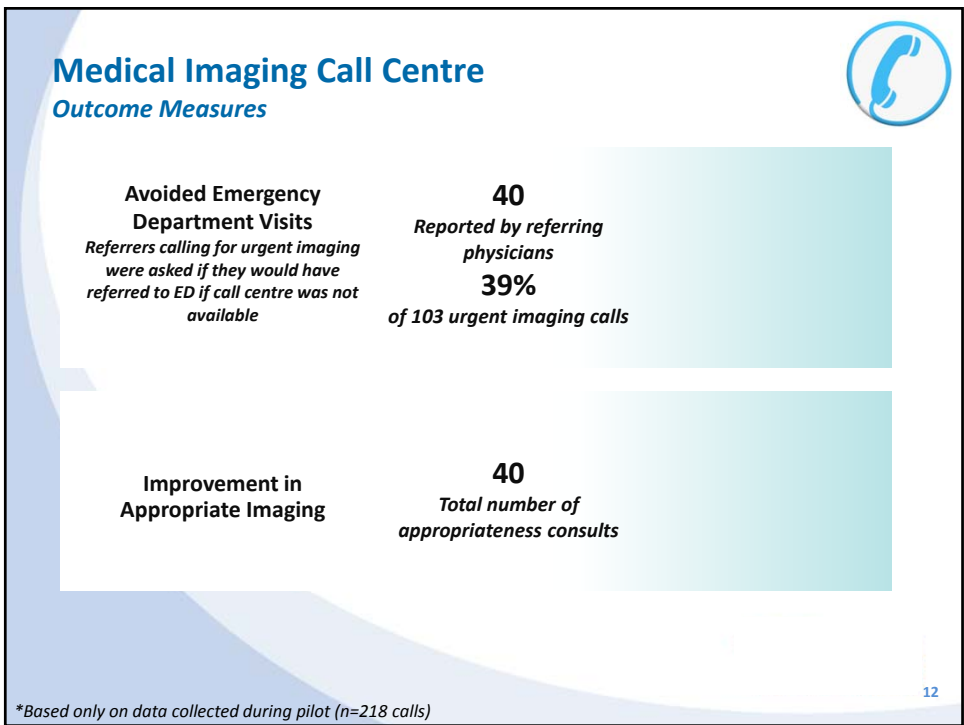 Medical Imaging Call Centre
Outcome Measures
Avoided Emergency
Department Visits
Referrers calling for urgent imaging
were asked if they would have
referred to ED if call centre was not
available
40
Reported by referring
physicians
39%
of 103 urgent imaging calls
Improvement in
Appropriate Imaging
40
Total number of
appropriateness consults
12
*Based only on data collected during pilot (n=218 calls)